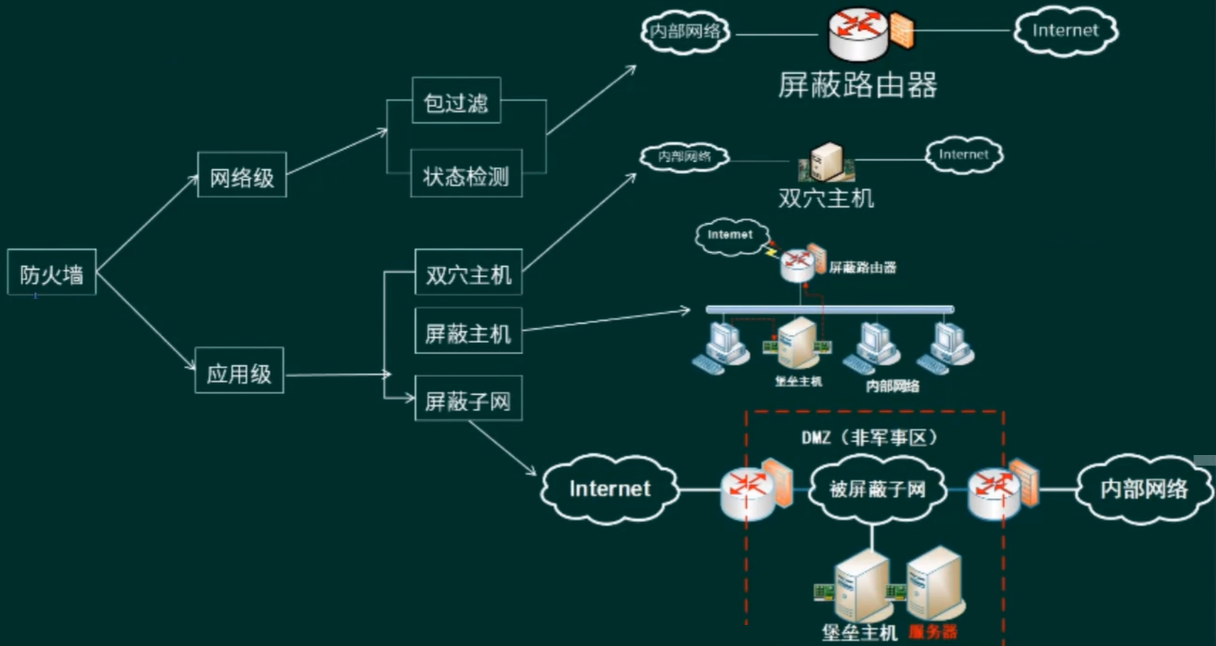 防火墙
网络级
应用级
包过滤
状态检测
双穴主机
屏蔽主机
屏蔽子网
内部网络
Internet
屏蔽路由器
内部网络
Internet
双穴主机
Internet
屏蔽路由器
堡垒主机
内部网络
DMZ（非军事区）
Internet
被屏蔽子网
内部网络
堡垒主机
服务器